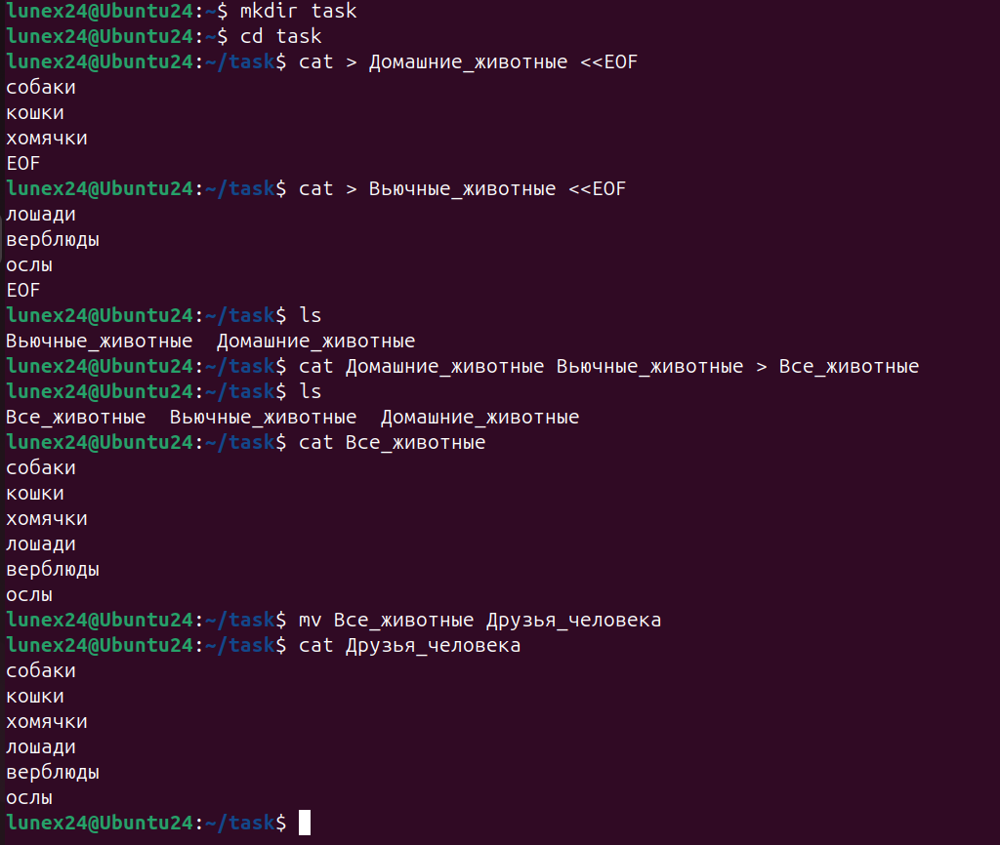 lunex24@Ubuntu24:~$ mkdir task
lunex24@Ubuntu24:~$ cd task
lunex24@Ubuntu24:~/task$ cat > Домашние_животные <<EOF
собаки
кошки
хомячки
EOF
lunex24@Ubuntu24:~/task$ cat > Вьючные_животные <<EOF
лошади
верблюды
ослы
EOF
lunex24@Ubuntu24:~/task$ ls
Вьючные_животные  Домашние_животные
lunex24@Ubuntu24:~/task$ cat Домашние_животные Вьючные_животные > Все_животные
lunex24@Ubuntu24:~/task$ ls
Все_животные  Вьючные_животные  Домашние_животные
lunex24@Ubuntu24:~/task$ cat Все_животные
собаки
кошки
хомячки
лошади
верблюды
ослы
lunex24@Ubuntu24:~/task$ mv Все_животные Друзья_человека
lunex24@Ubuntu24:~/task$ cat Друзья_человека
собаки
кошки
хомячки
лошади
верблюды
ослы
lunex24@Ubuntu24:~/task$